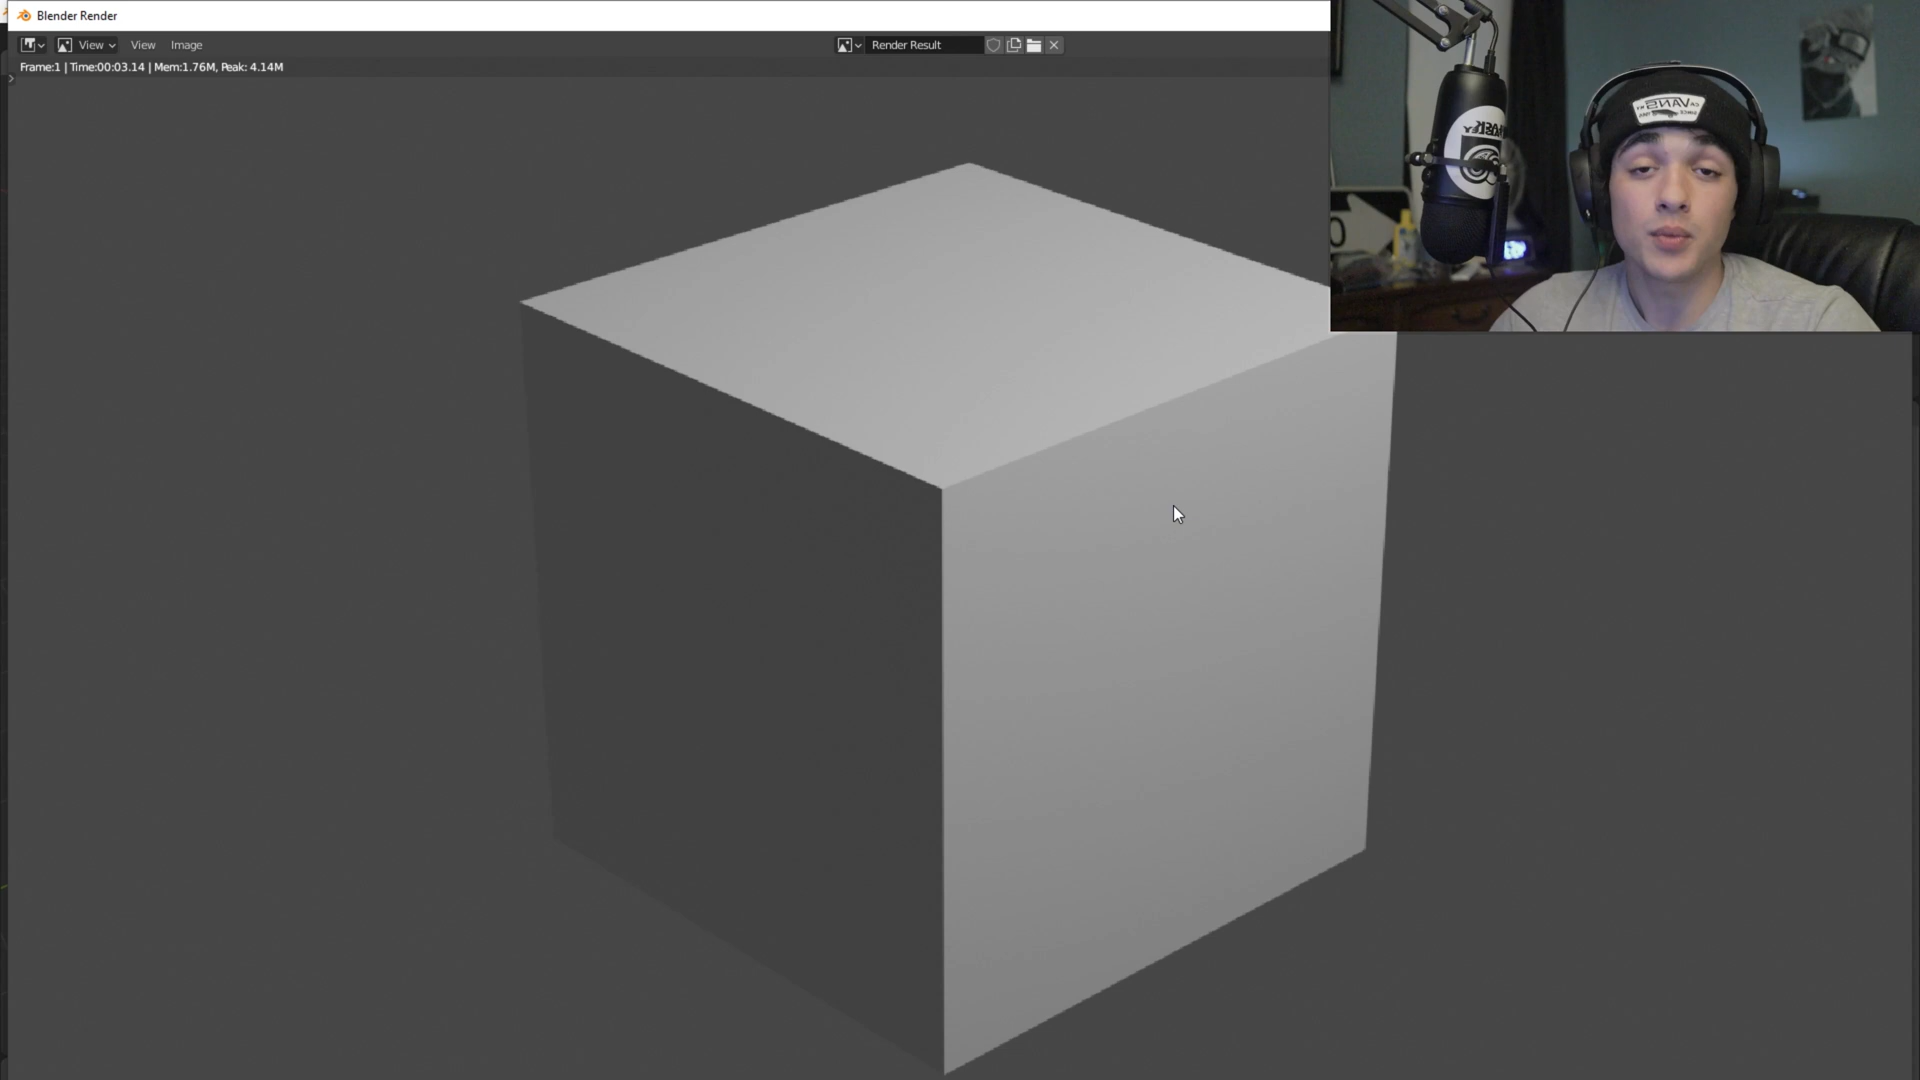 Blender Render
View View Image Render Result
Frame:1 | Time:00:03.14 | Mem:1.76M, Peak: 4.14M
VANS
0